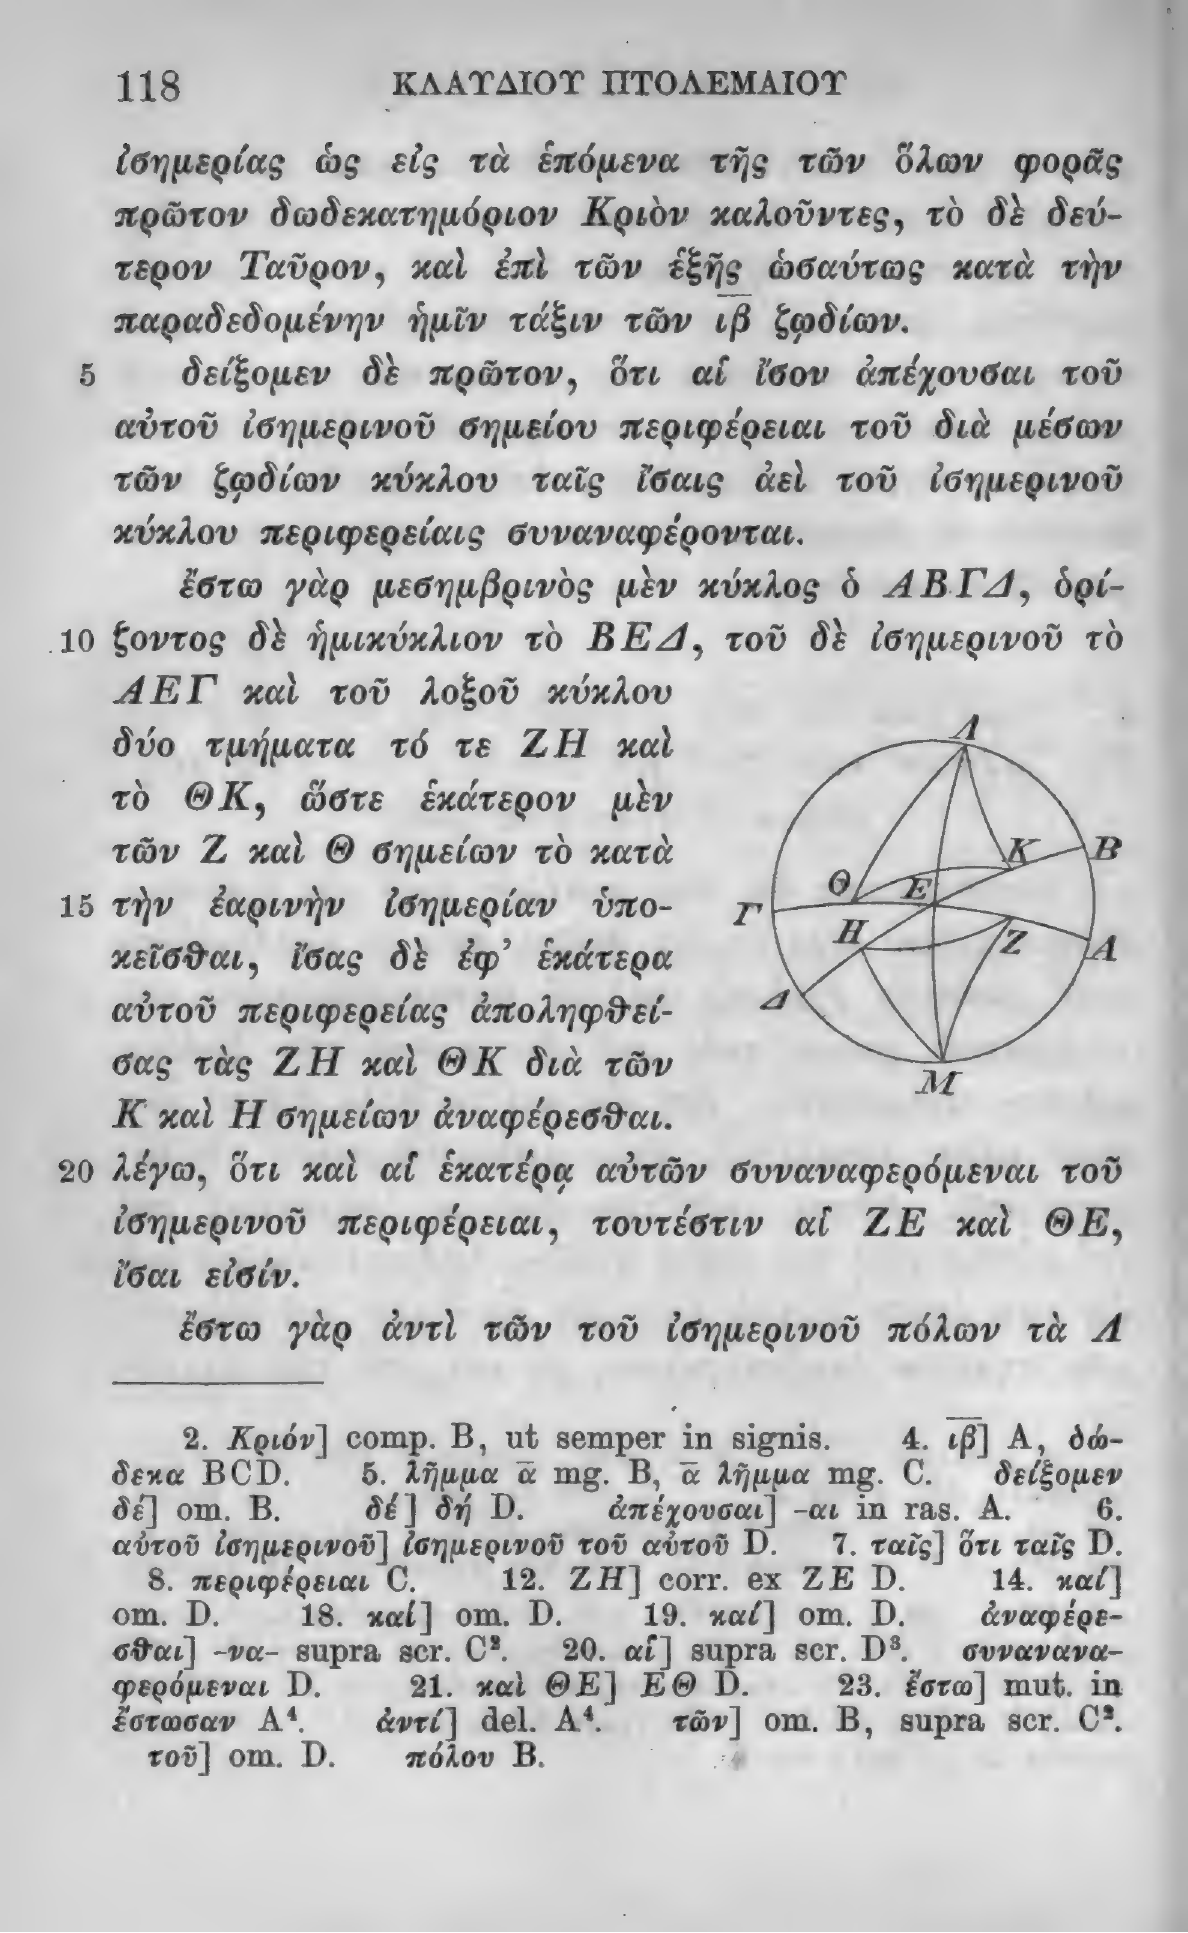 118 ΚΛΑΥΔΙΟΥ ΠΤΟΛΕΜΑΙΟΥ
ἰσημερίας ὡς εἰς τὰ ἑπόμενα τῆς τῶν ὅλων φορᾶς
πρῶτον δωδεκατημόριον Κριὸν καλοῦντες, τὸ δὲ δεύ-
τερον Ταῦρον, καὶ ἐπὶ τῶν ἑξῆς ὡσαύτως κατὰ τὴν
παραδεδομένην ἡμῖν τάξιν τῶν ι̅β̅ ζῳδίων.
5 δείξομεν δὲ πρῶτον, ὅτι αἱ ἴσον ἀπέχουσαι τοῦ
αὐτοῦ ἰσημερινοῦ σημείου περιφέρειαι τοῦ διὰ μέσων
τῶν ζῳδίων κύκλου ταῖς ἴσαις ἀεὶ τοῦ ἰσημερινοῦ
κύκλου περιφερείαις συναναφέρονται.
ἔστω γὰρ μεσημβρινὸς μὲν κύκλος ὁ ΑΒΓΔ, ὁρί-
10 ζοντος δὲ ἡμικύκλιον τὸ ΒΕΔ, τοῦ δὲ ἰσημερινοῦ τὸ
ΑΕΓ καὶ τοῦ λοξοῦ κύκλου
δύο τμήματα τό τε ΖΗ καὶ
τὸ ΘΚ, ὥστε ἑκάτερον μὲν
τῶν Ζ καὶ Θ σημείων τὸ κατὰ
15 τὴν ἐαρινὴν ἰσημερίαν ὑπο-
κεῖσθαι, ἴσας δὲ ἐφ᾽ ἑκάτερα
αὐτοῦ περιφερείας ἀποληφθεί-
σας τὰς ΖΗ καὶ ΘΚ διὰ τῶν
Κ καὶ Η σημείων ἀναφέρεσθαι.
Λ
Κ
Β
Θ
Ε
Γ
Η
Ζ
Α
Δ
Μ
20 λέγω, ὅτι καὶ αἱ ἑκατέρᾳ αὐτῶν συναναφερόμεναι τοῦ
ἰσημερινοῦ περιφέρειαι, τουτέστιν αἱ ΖΕ καὶ ΘΕ,
ἴσαι εἰσίν.
ἔστω γὰρ ἀντὶ τῶν τοῦ ἰσημερινοῦ πόλων τὰ Λ
2. Κριόν] comp. B, ut semper in signis. 4. ι̅β̅] A, δώ-
δεκα BCD. 5. λῆμμα α̅ mg. B, α̅ λῆμμα mg. C. δείξομεν
δέ] om. B. δέ] δή D. ἀπέχουσαι] -αι in ras. A. 6.
αὐτοῦ ἰσημερινοῦ] ἰσημερινοῦ τοῦ αὐτοῦ D. 7. ταῖς] ὅτι ταῖς D.
8. περιφέρειαι C. 12. ΖΗ] corr. ex ΖΕ D. 14. καί]
om. D. 18. καί] om. D. 19. καί] om. D. ἀναφέρε-
σθαι] -να- supra scr. C². 20. αἱ] supra scr. D³. συνανανα-
φερόμεναι D. 21. καὶ ΘΕ] ΕΘ D. 23. ἔστω] mut. in
ἔστωσαν A⁴. ἀντί] del. A⁴. τῶν] om. B, supra scr. C².
τοῦ] om. D. πόλου B.